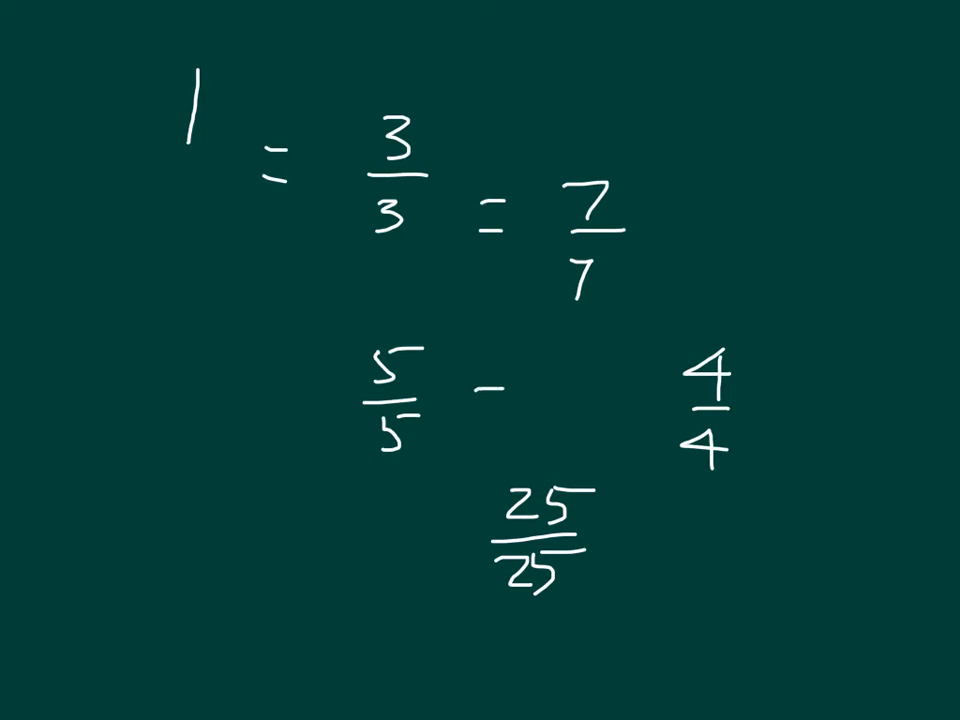 1 = 3/3 = 7/7
5/5 - 4/4
25/25